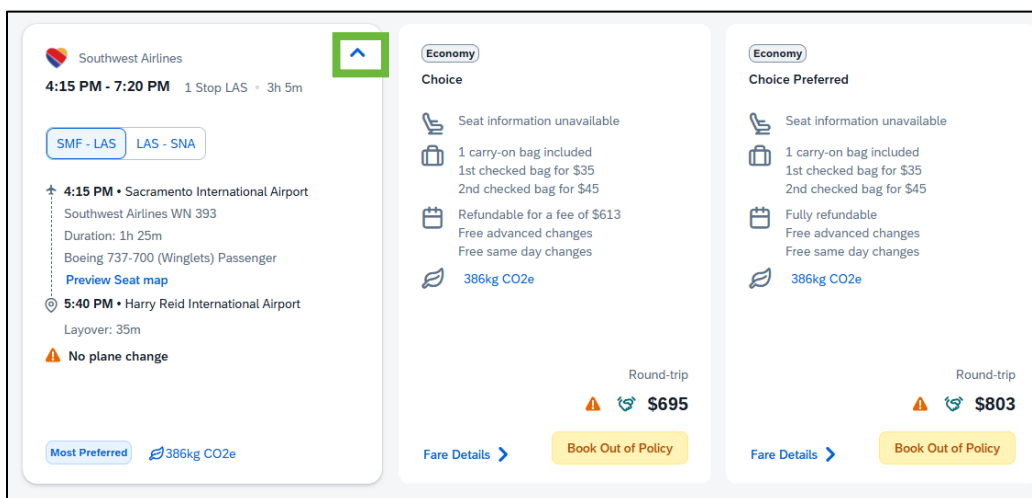 Southwest Airlines
4:15 PM - 7:20 PM 1 Stop LAS • 3h 5m
SMF - LAS LAS - SNA
4:15 PM • Sacramento International Airport
Southwest Airlines WN 393
Duration: 1h 25m
Boeing 737-700 (Winglets) Passenger
Preview Seat map
5:40 PM • Harry Reid International Airport
Layover: 35m
No plane change
Most Preferred 386kg CO2e
Economy
Choice
Seat information unavailable
1 carry-on bag included
1st checked bag for $35
2nd checked bag for $45
Refundable for a fee of $613
Free advanced changes
Free same day changes
386kg CO2e
Round-trip
$695
Fare Details Book Out of Policy
Economy
Choice Preferred
Seat information unavailable
1 carry-on bag included
1st checked bag for $35
2nd checked bag for $45
Fully refundable
Free advanced changes
Free same day changes
386kg CO2e
Round-trip
$803
Fare Details Book Out of Policy